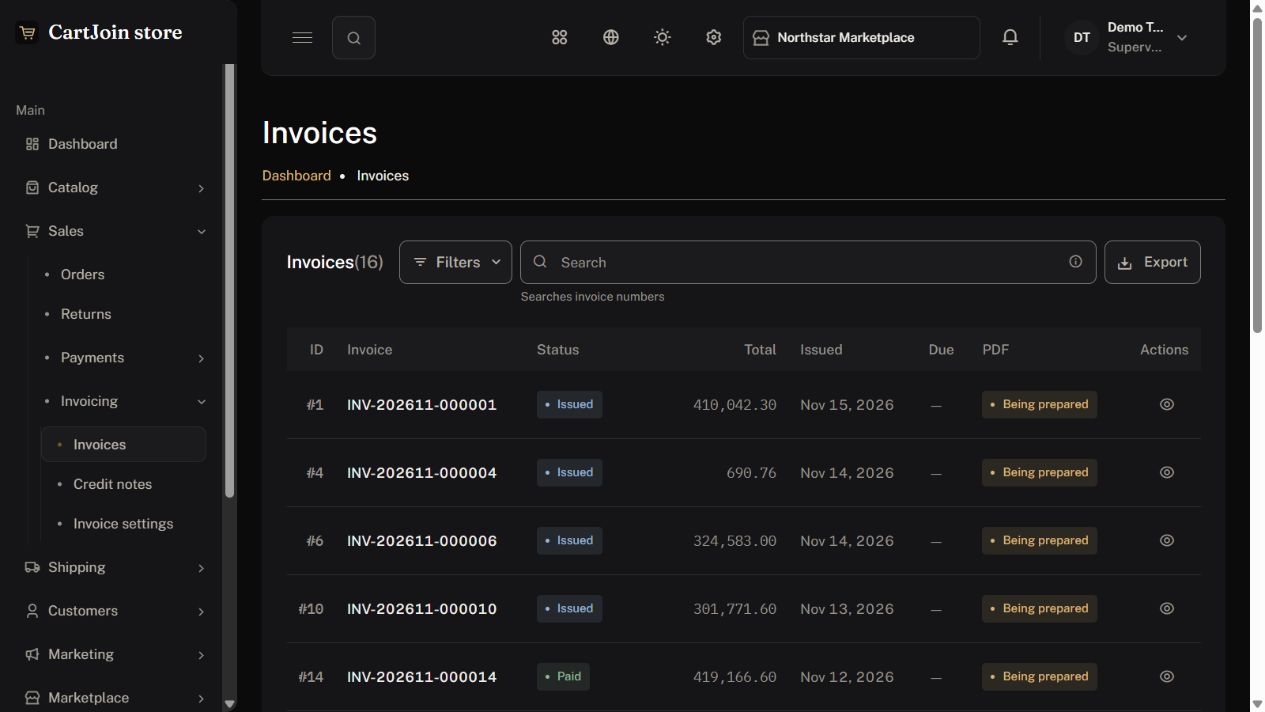 CartJoin store
Northstar Marketplace
DT
Demo T...
Superv...
Main
Dashboard
Catalog
Sales
Orders
Returns
Payments
Invoicing
Invoices
Credit notes
Invoice settings
Shipping
Customers
Marketing
Marketplace
Invoices
Dashboard • Invoices
Invoices(16) Filters Search Export
Searches invoice numbers
ID Invoice Status Total Issued Due PDF Actions
#1 INV-202611-000001 • Issued 410,042.30 Nov 15, 2026 — • Being prepared
#4 INV-202611-000004 • Issued 690.76 Nov 14, 2026 — • Being prepared
#6 INV-202611-000006 • Issued 324,583.00 Nov 14, 2026 — • Being prepared
#10 INV-202611-000010 • Issued 301,771.60 Nov 13, 2026 — • Being prepared
#14 INV-202611-000014 • Paid 419,166.60 Nov 12, 2026 — • Being prepared